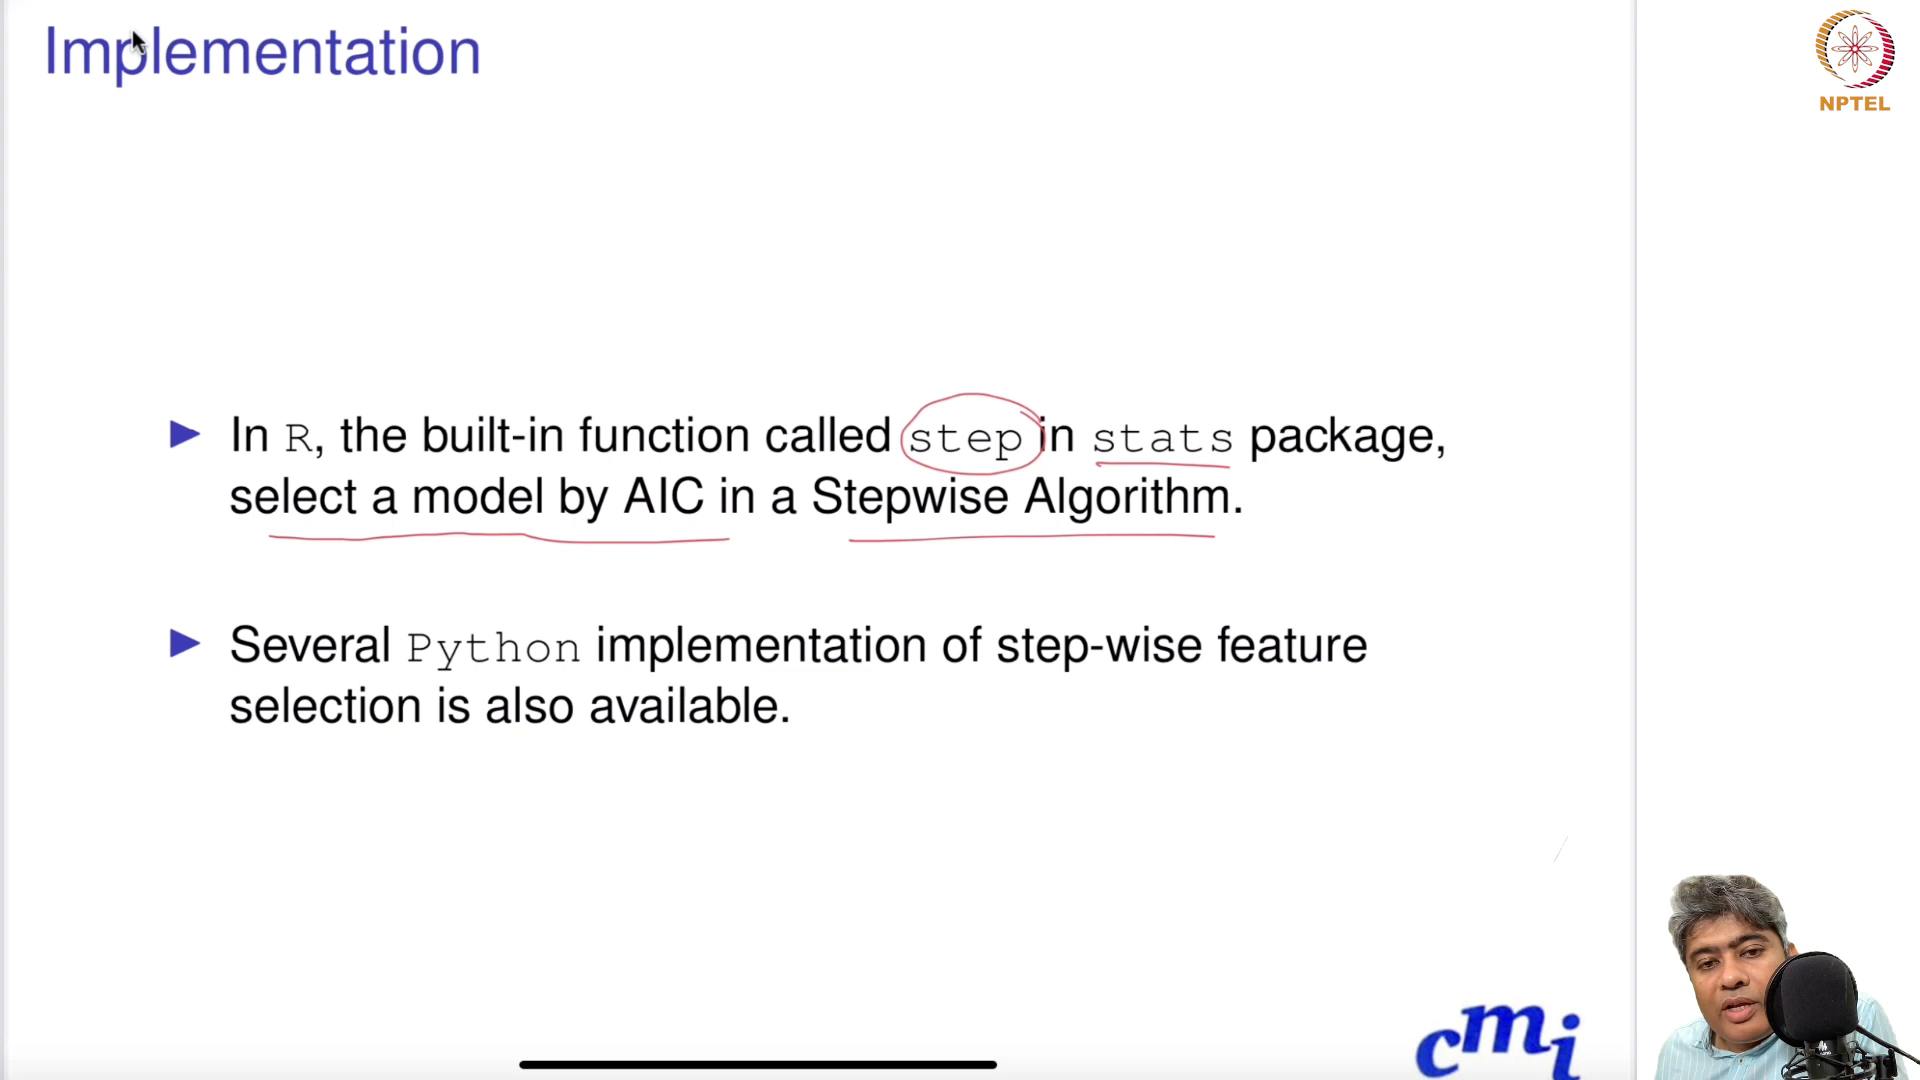 Implementation
NPTEL
In R, the built-in function called step in stats package,
select a model by AIC in a Stepwise Algorithm.
Several Python implementation of step-wise feature
selection is also available.
cmi